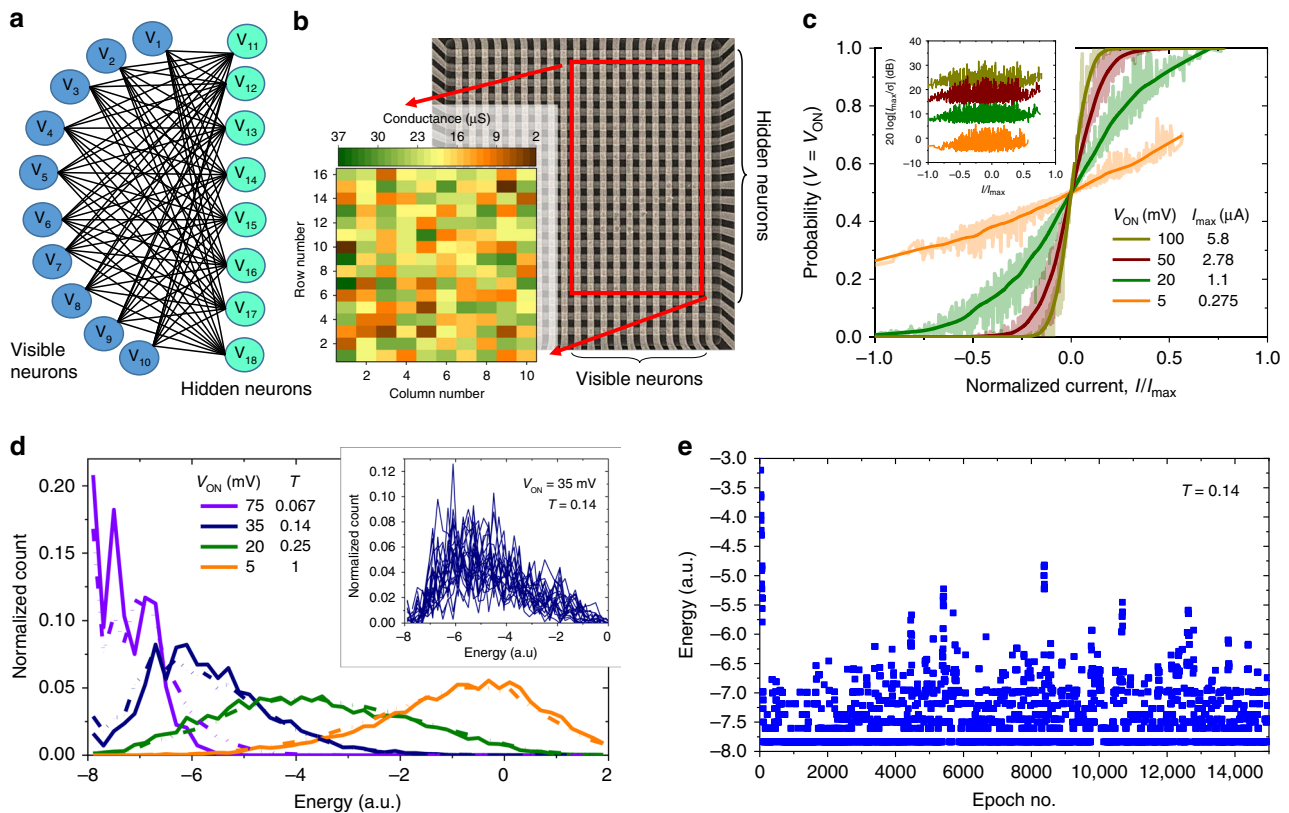 a
V1
V2
V3
V4
V5
V6
V7
V8
V9
V10
V11
V12
V13
V14
V15
V16
V17
V18
Visible
neurons
Hidden neurons
b
Conductance (μS)
37 30 23 16 9 2
16
14
12
10
8
6
4
2
Row number
2 4 6 8 10
Column number
Hidden neurons
Visible neurons
c
Probability (V = VON)
1.0
0.8
0.6
0.4
0.2
0.0
−1.0 −0.5 0.0 0.5 1.0
Normalized current, I/Imax
20 log[Imax/σ] (dB)
40
30
20
10
0
−10
−1.0 −0.5 0.0 0.5 1.0
I/Imax
VON (mV) Imax (μA)
100 5.8
50 2.78
20 1.1
5 0.275
d
Normalized count
0.20
0.15
0.10
0.05
0.00
−8 −6 −4 −2 0 2
Energy (a.u.)
VON (mV) T
75 0.067
35 0.14
20 0.25
5 1
Normalized count
0.12
0.10
0.08
0.06
0.04
0.02
0.00
−8 −6 −4 −2 0
Energy (a.u)
VON = 35 mV
T = 0.14
e
Energy (a.u.)
−3.0
−3.5
−4.0
−4.5
−5.0
−5.5
−6.0
−6.5
−7.0
−7.5
−8.0
0 2000 4000 6000 8000 10,000 12,000 14,000
Epoch no.
T = 0.14